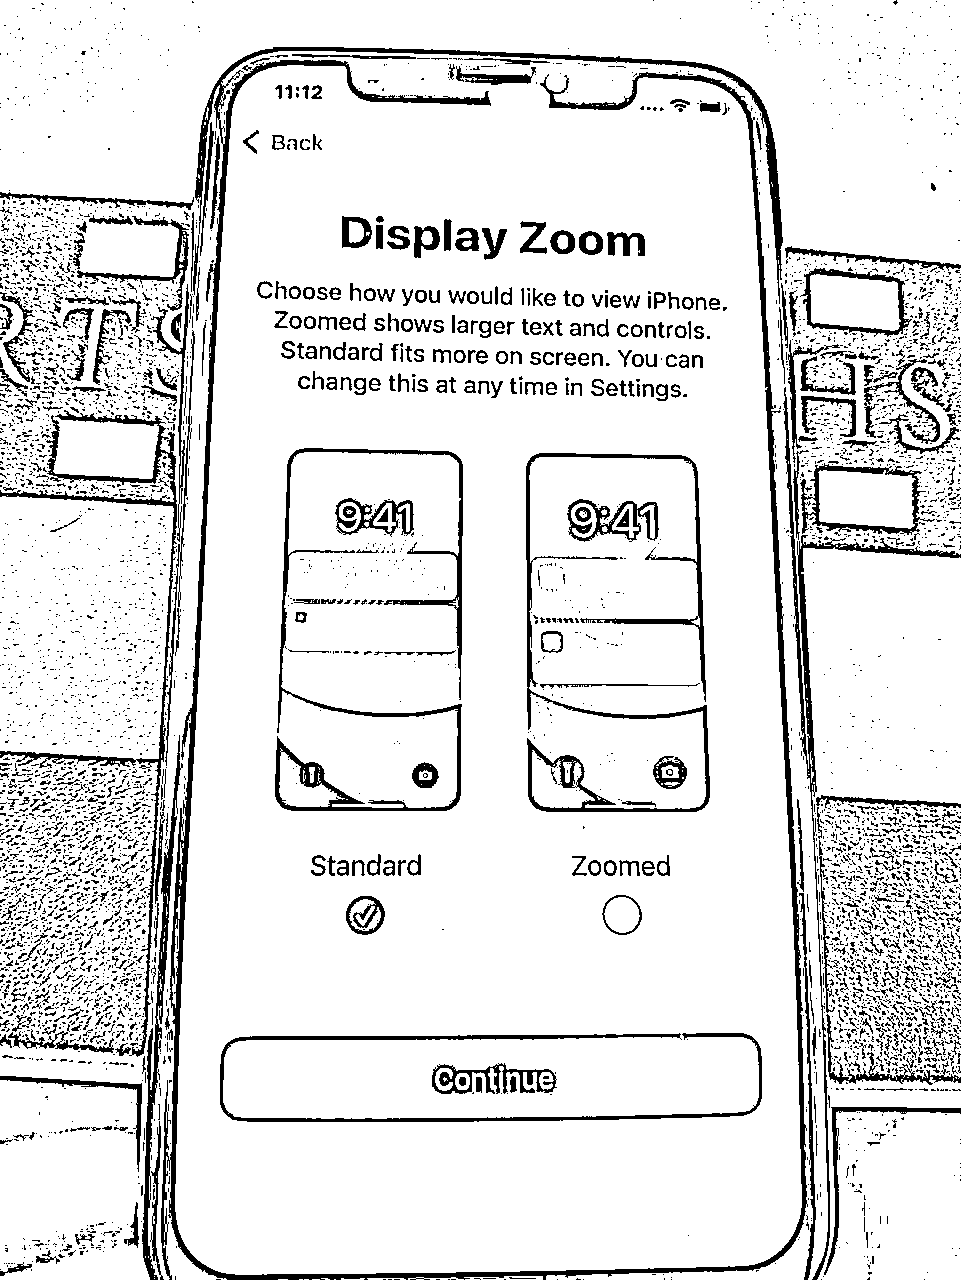 11:12
Back
Display Zoom
Choose how you would like to view iPhone.
Zoomed shows larger text and controls.
Standard fits more on screen. You can
change this at any time in Settings.
RTS
HS
9:41
9:41
Standard
Zoomed
Continue